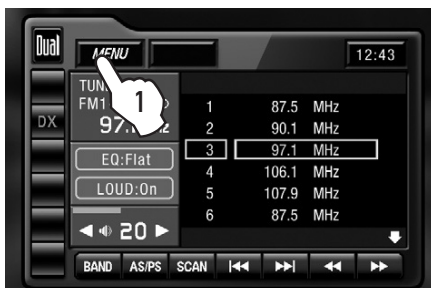 Dual
MENU
12:43
TUN
FM1
97.
DX
EQ:Flat
LOUD:On
20
1
1 87.5 MHz
2 90.1 MHz
3 97.1 MHz
4 106.1 MHz
5 107.9 MHz
6 87.5 MHz
BAND AS/PS SCAN